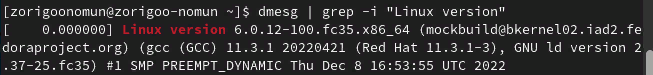 [zorigoonomun@zorigoo-nomun ~]$ dmesg | grep -i "Linux version"
[    0.000000] Linux version 6.0.12-100.fc35.x86_64 (mockbuild@bkernel02.iad2.fe
doraproject.org) (gcc (GCC) 11.3.1 20220421 (Red Hat 11.3.1-3), GNU ld version 2
.37-25.fc35) #1 SMP PREEMPT_DYNAMIC Thu Dec 8 16:53:55 UTC 2022